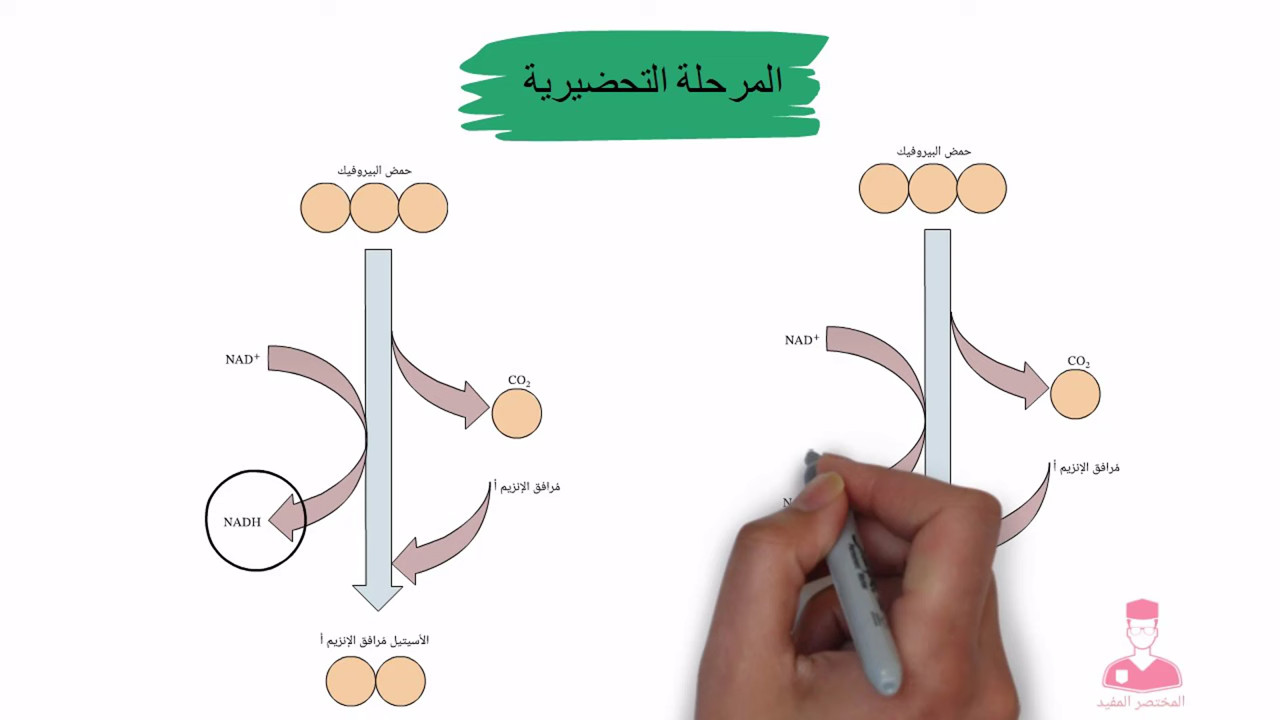 المرحلة التحضيرية
حمض البيروفيك
NAD⁺
CO₂
مُرافق الإنزيم أ
NADH
الأسيتيل مُرافق الإنزيم أ
حمض البيروفيك
NAD⁺
CO₂
مُرافق الإنزيم أ
المختصر المفيد